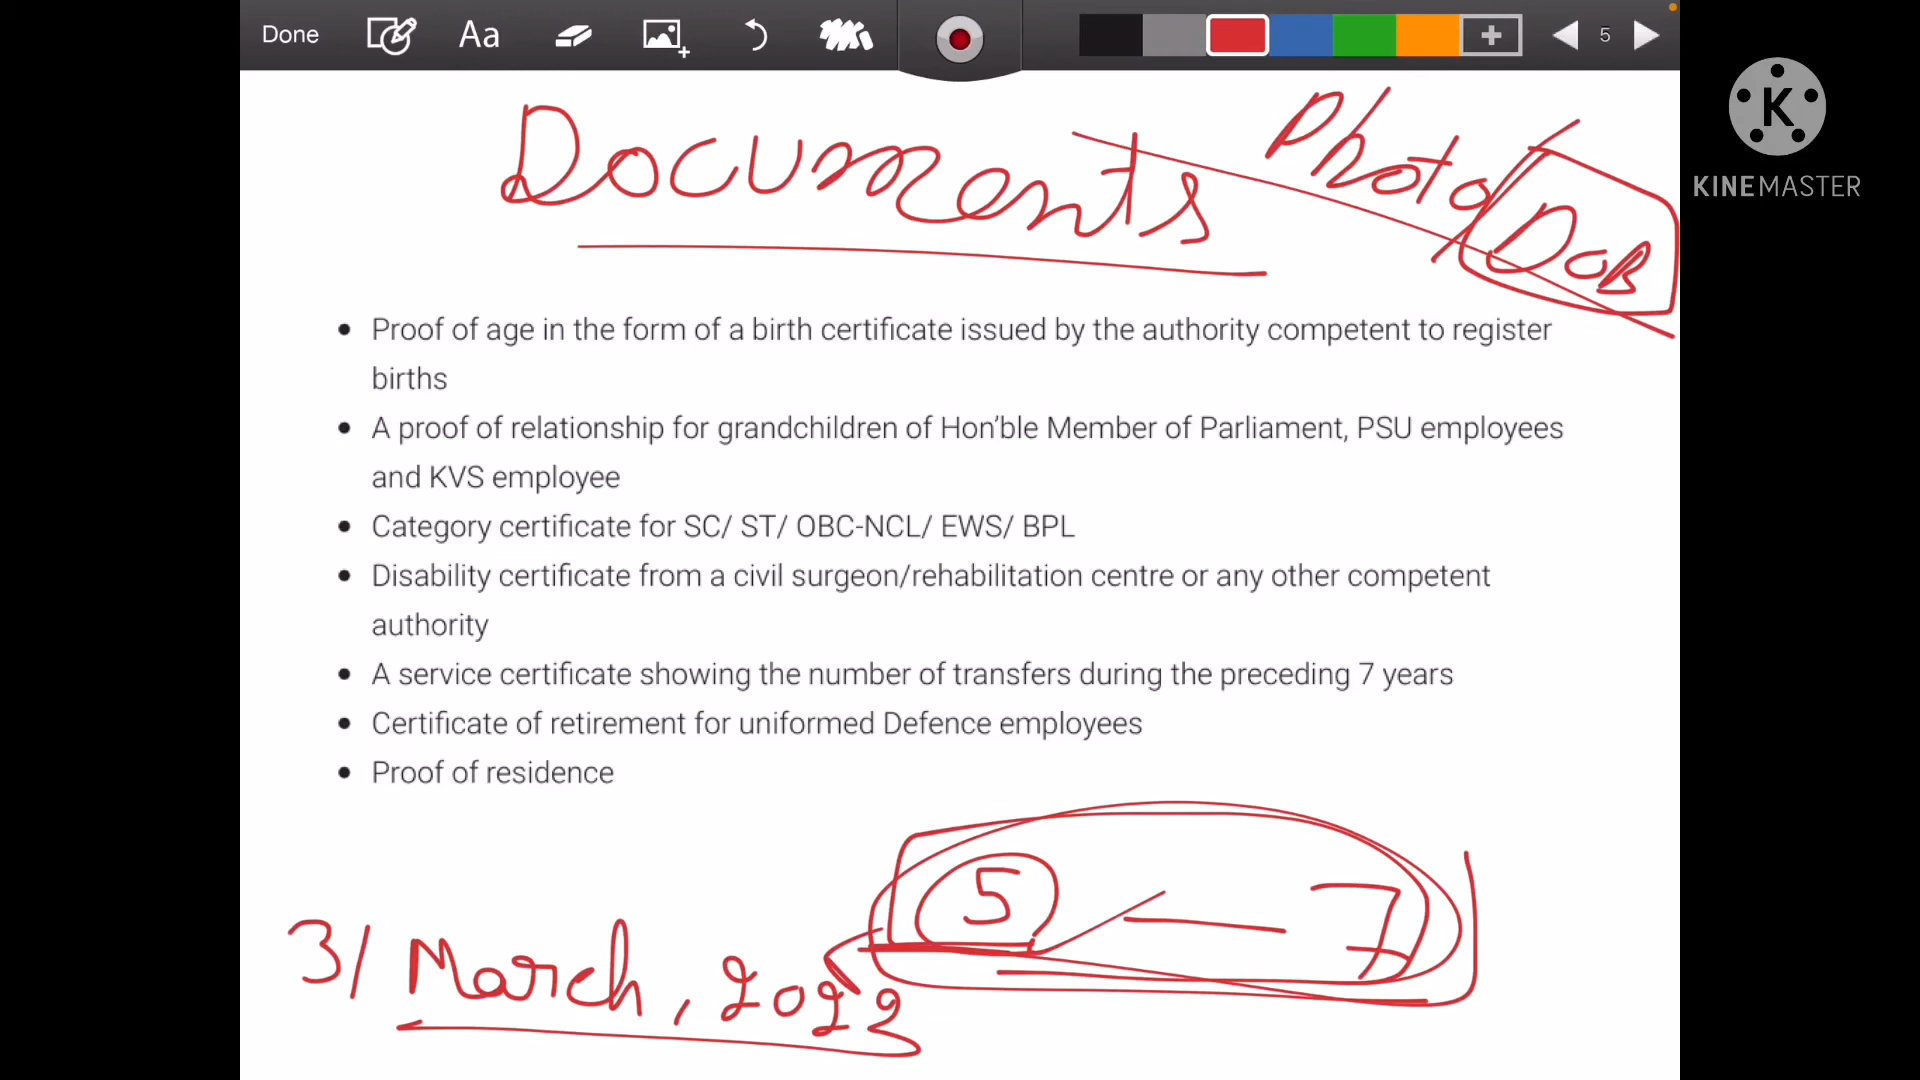 Done
Aa
5
K
KINEMASTER
Documents
Photo/
DOB
• Proof of age in the form of a birth certificate issued by the authority competent to register
births
• A proof of relationship for grandchildren of Hon’ble Member of Parliament, PSU employees
and KVS employee
• Category certificate for SC/ ST/ OBC-NCL/ EWS/ BPL
• Disability certificate from a civil surgeon/rehabilitation centre or any other competent
authority
• A service certificate showing the number of transfers during the preceding 7 years
• Certificate of retirement for uniformed Defence employees
• Proof of residence
5 — 7
31 March, 2022